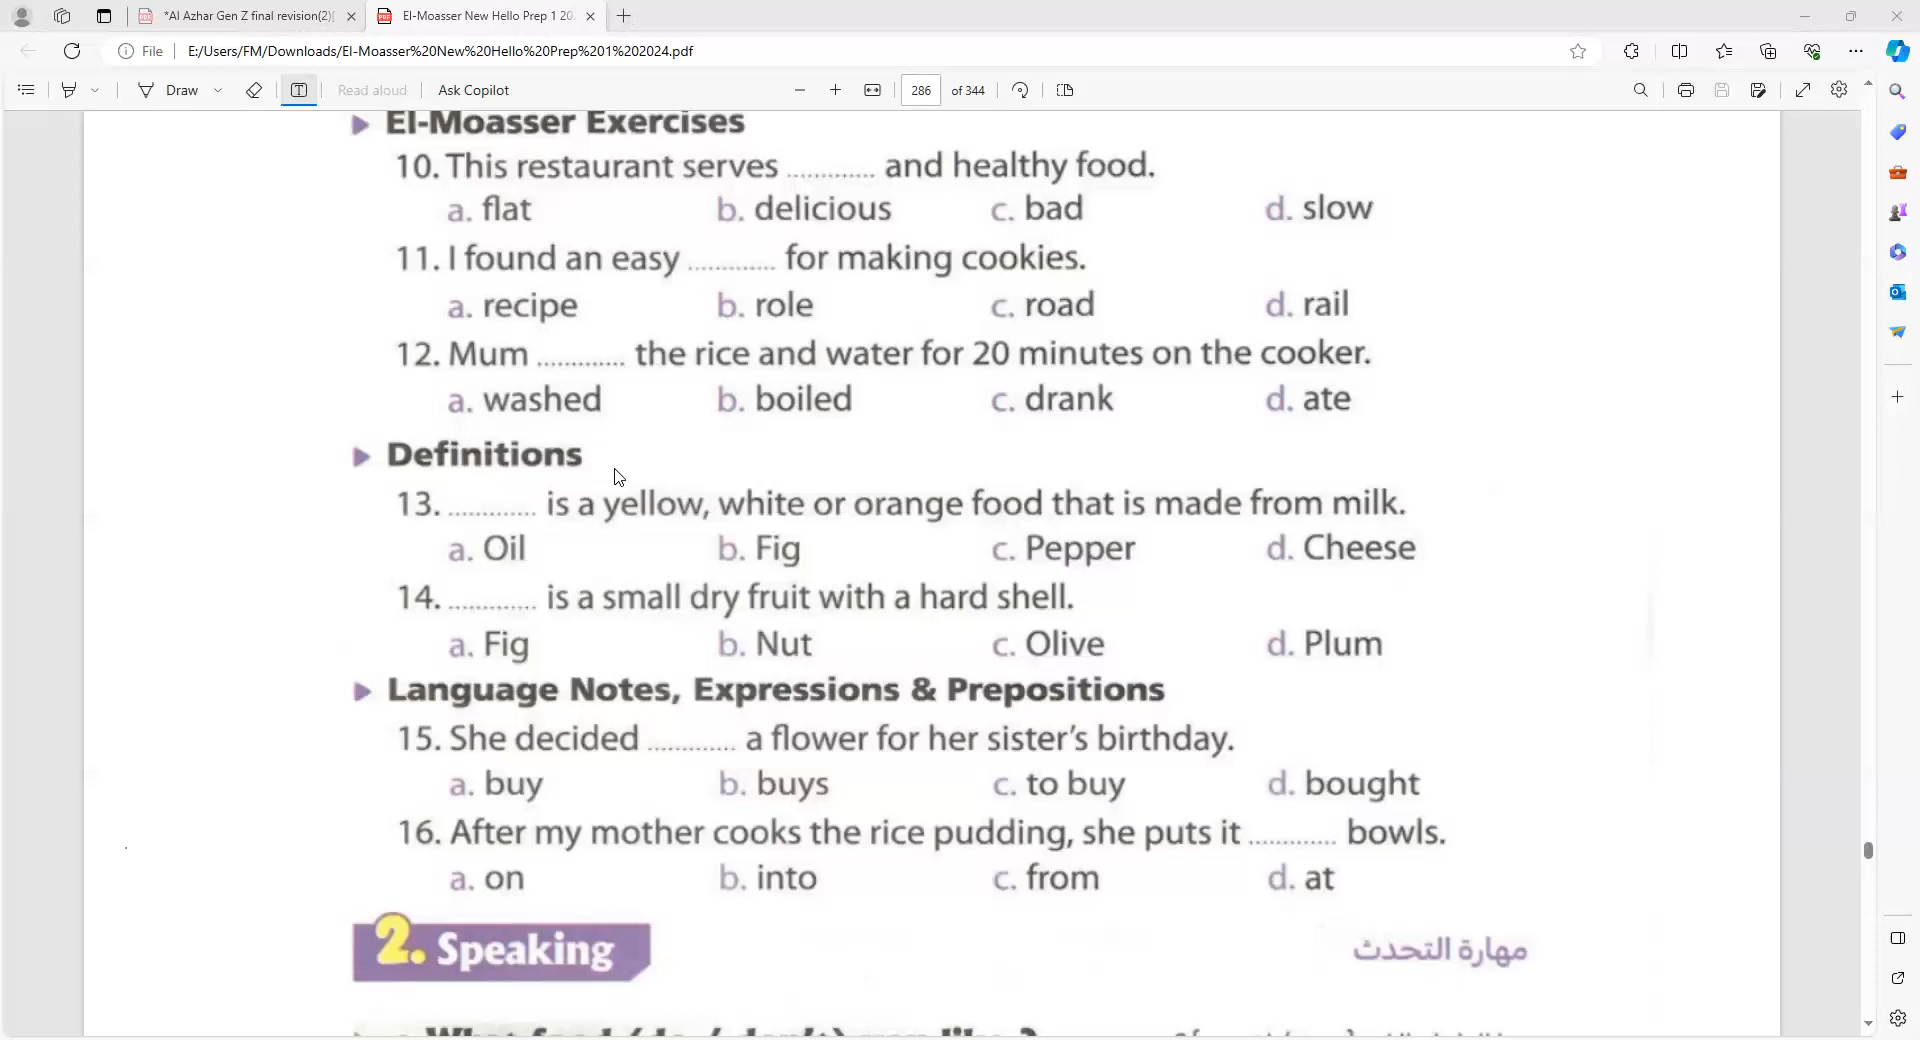 *Al Azhar Gen Z final revision(2)(
El-Moasser New Hello Prep 1 20
File
E:/Users/FM/Downloads/El-Moasser%20New%20Hello%20Prep%201%202024.pdf
Draw
Read aloud
Ask Copilot
286 of 344
El-Moasser Exercises
10. This restaurant serves ............. and healthy food.
a. flat b. delicious c. bad d. slow
11. I found an easy ............. for making cookies.
a. recipe b. role c. road d. rail
12. Mum ............. the rice and water for 20 minutes on the cooker.
a. washed b. boiled c. drank d. ate
Definitions
13. ............. is a yellow, white or orange food that is made from milk.
a. Oil b. Fig c. Pepper d. Cheese
14. ............. is a small dry fruit with a hard shell.
a. Fig b. Nut c. Olive d. Plum
Language Notes, Expressions & Prepositions
15. She decided ............. a flower for her sister's birthday.
a. buy b. buys c. to buy d. bought
16. After my mother cooks the rice pudding, she puts it ............. bowls.
a. on b. into c. from d. at
2. Speaking
مهارة التحدث
What food (do / don't) you like ?